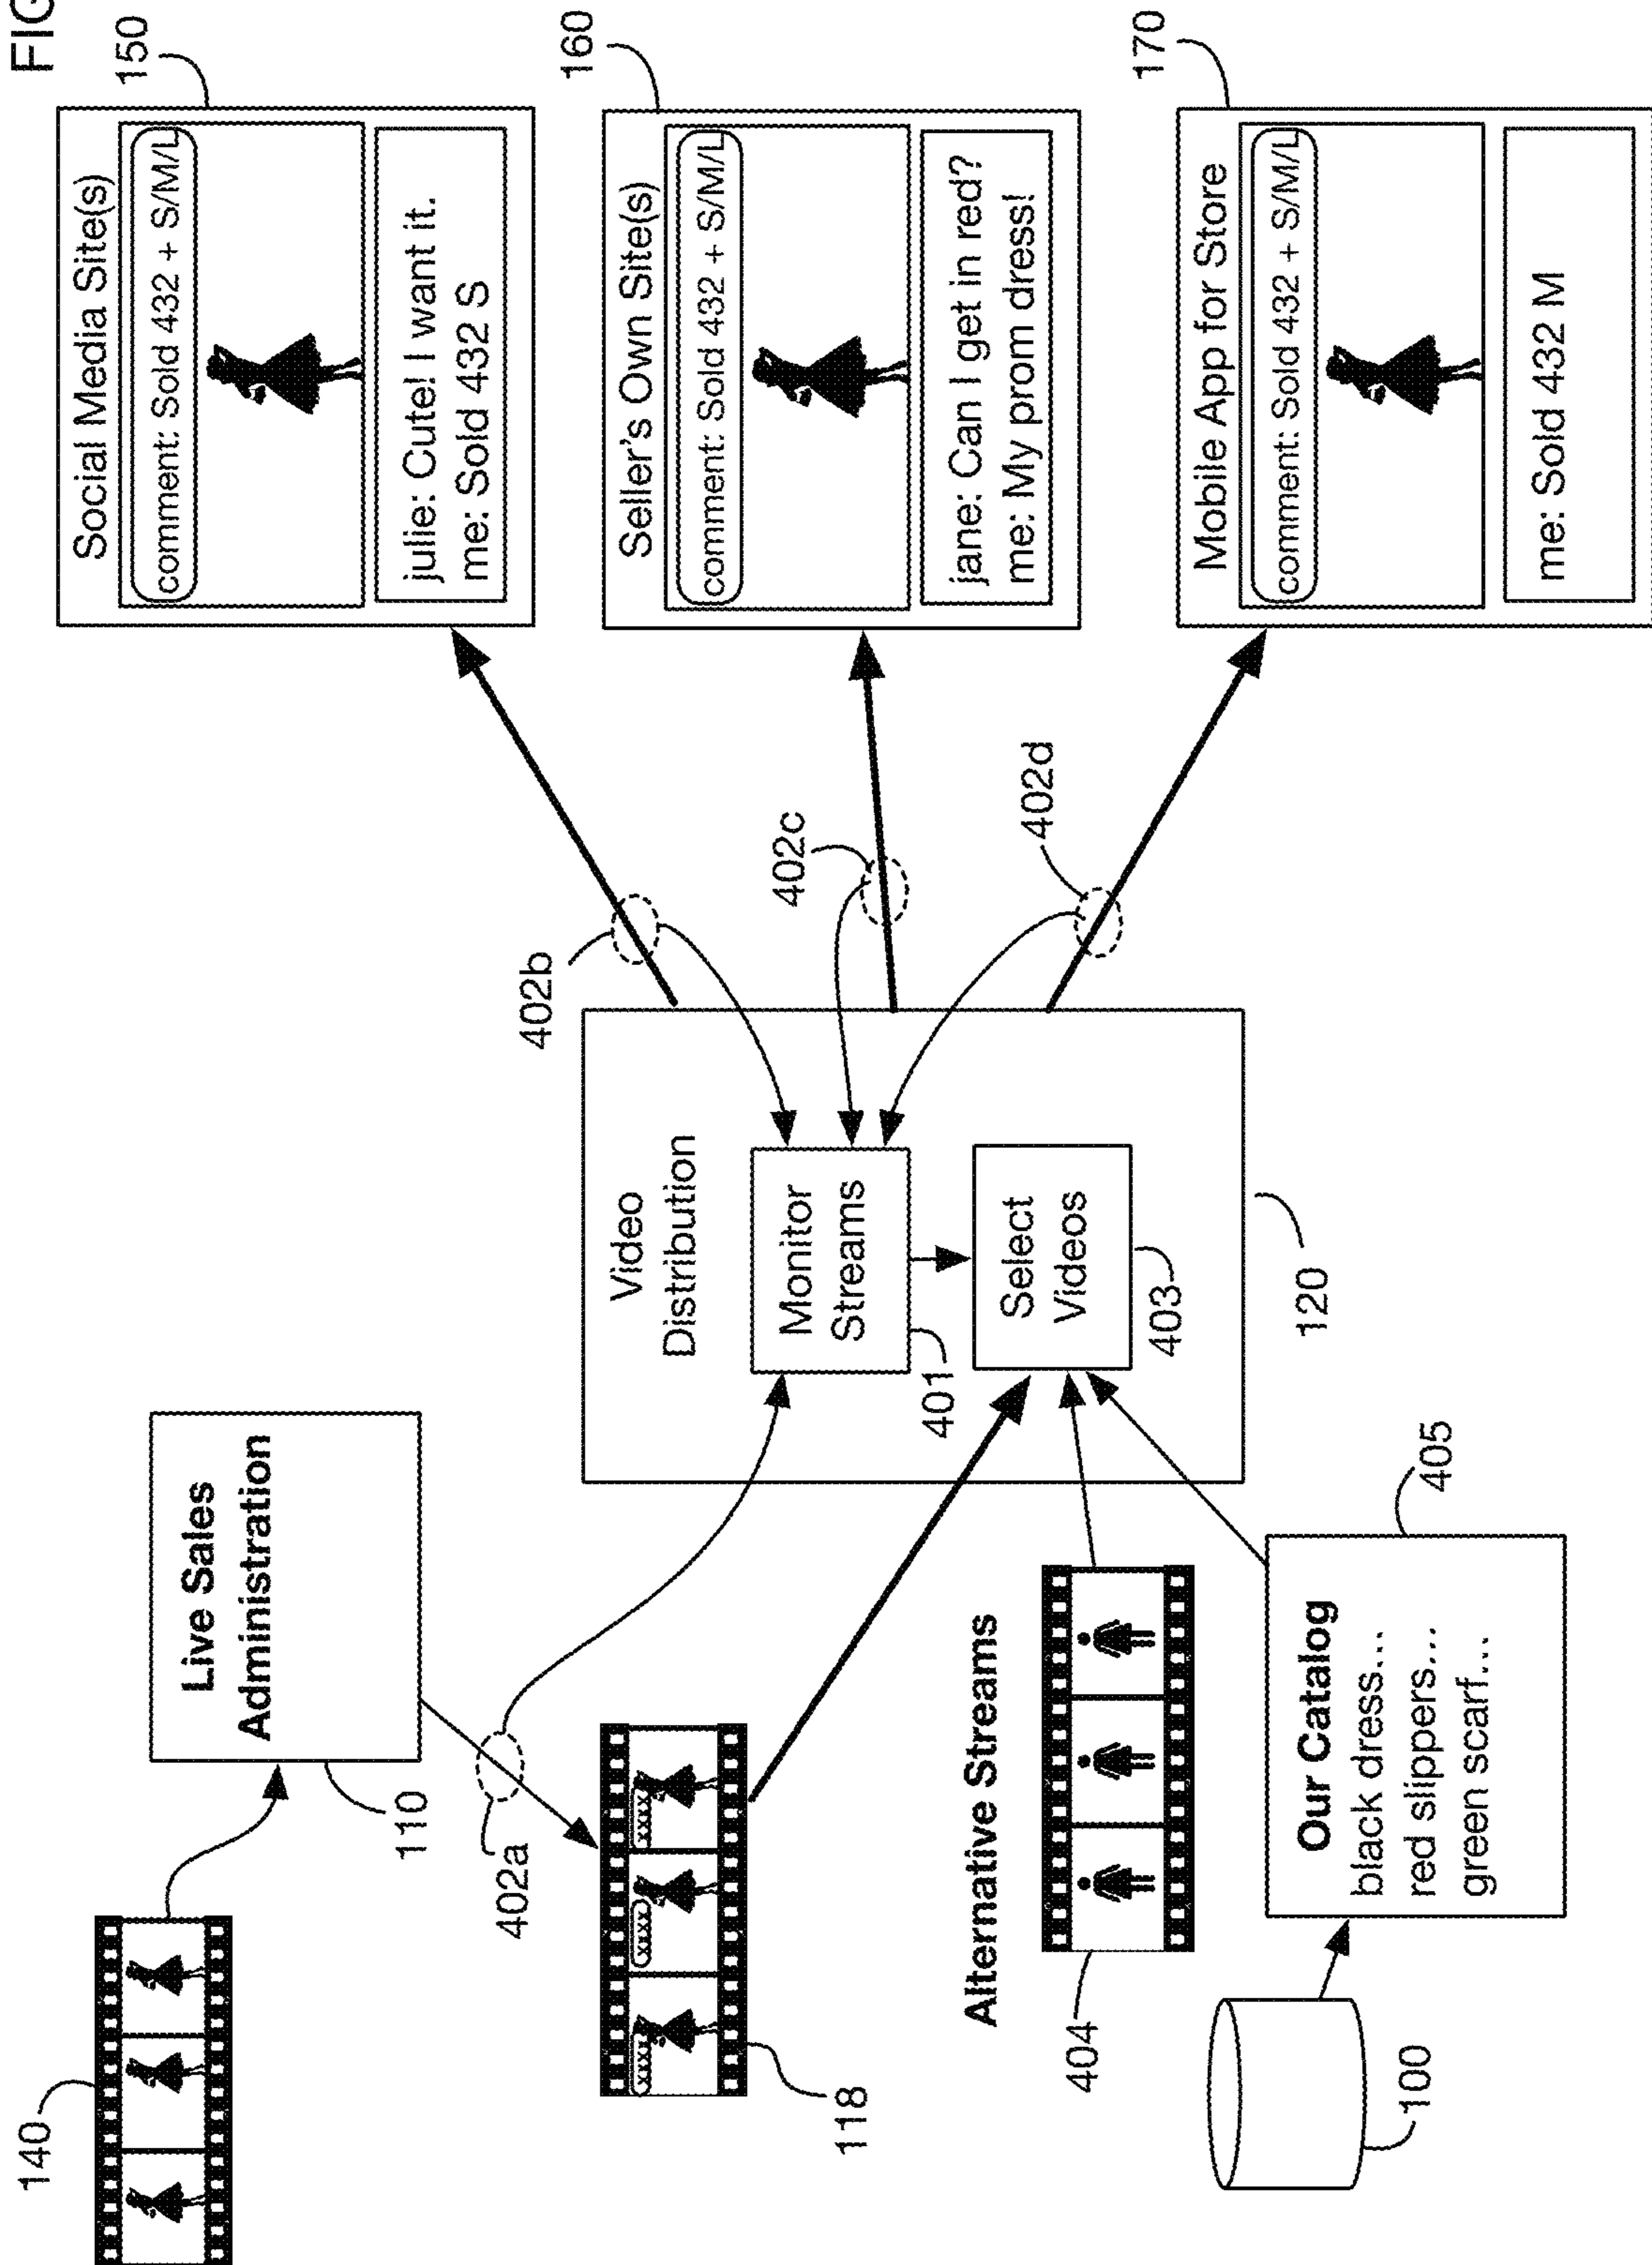 FIG
140
Live Sales
Administration
110
402a
xxxx
xxxx
xxxx
118
Alternative Streams
404
100
Our Catalog
black dress...
red slippers...
green scarf...
405
Video
Distribution
Monitor
Streams
401
Select
Videos
403
120
402b
402c
402d
150
Social Media Site(s)
comment: Sold 432 + S/M/L
julie: Cute! I want it.
me: Sold 432 S
160
Seller's Own Site(s)
comment: Sold 432 + S/M/L
jane: Can I get in red?
me: My prom dress!
170
Mobile App for Store
comment: Sold 432 + S/M/L
me: Sold 432 M